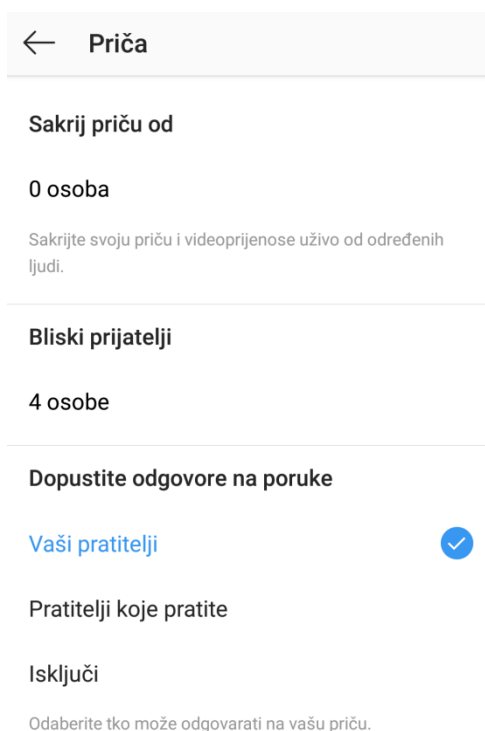 Priča
Sakrij priču od
0 osoba
Sakrijte svoju priču i videoprijenose uživo od određenih
ljudi.
Bliski prijatelji
4 osobe
Dopustite odgovore na poruke
Vaši pratitelji
Pratitelji koje pratite
Isključi
Odaberite tko može odgovarati na vašu priču.